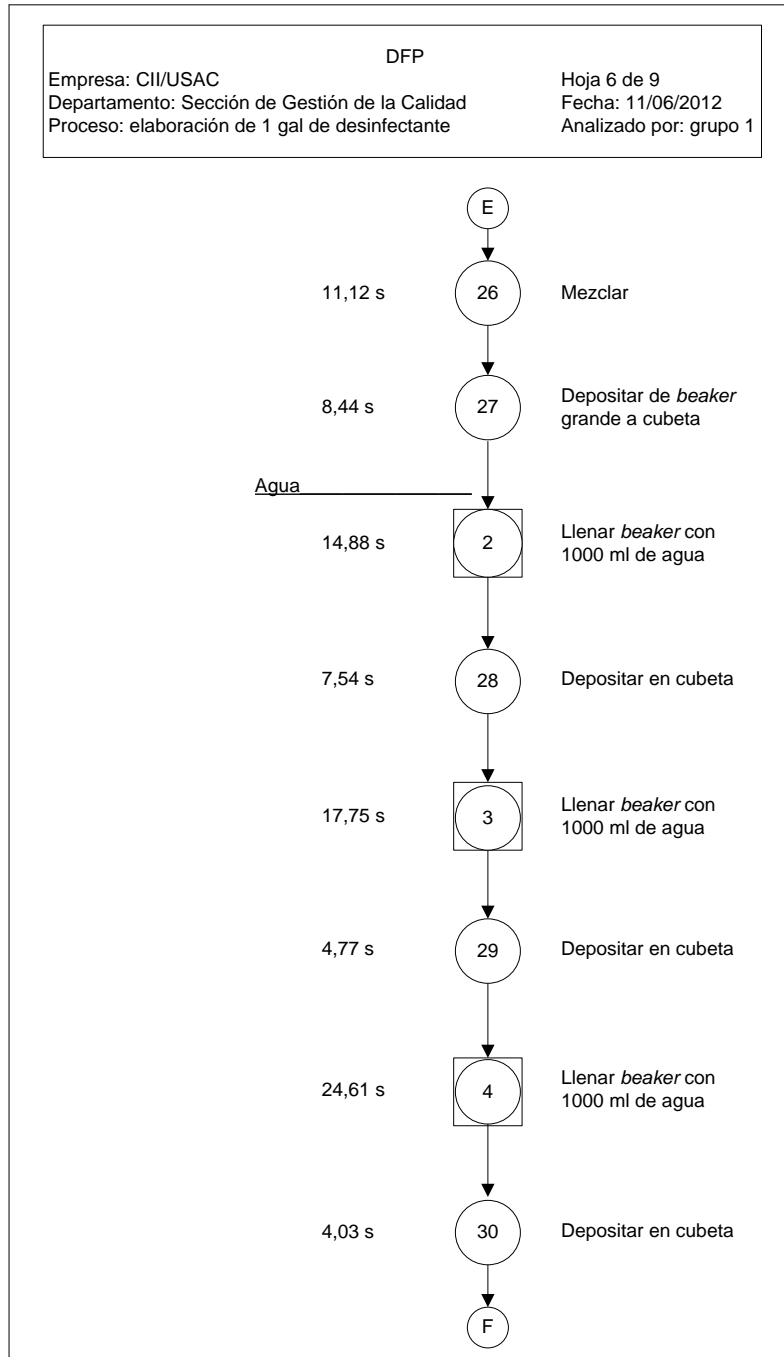 DFP
Empresa: CII/USAC
Hoja 6 de 9
Departamento: Sección de Gestión de la Calidad
Fecha: 11/06/2012
Proceso: elaboración de 1 gal de desinfectante
Analizado por: grupo 1
E
11,12 s
26
Mezclar
8,44 s
27
Depositar de beaker
grande a cubeta
Agua
14,88 s
2
Llenar beaker con
1000 ml de agua
7,54 s
28
Depositar en cubeta
17,75 s
3
Llenar beaker con
1000 ml de agua
4,77 s
29
Depositar en cubeta
24,61 s
4
Llenar beaker con
1000 ml de agua
4,03 s
30
Depositar en cubeta
F